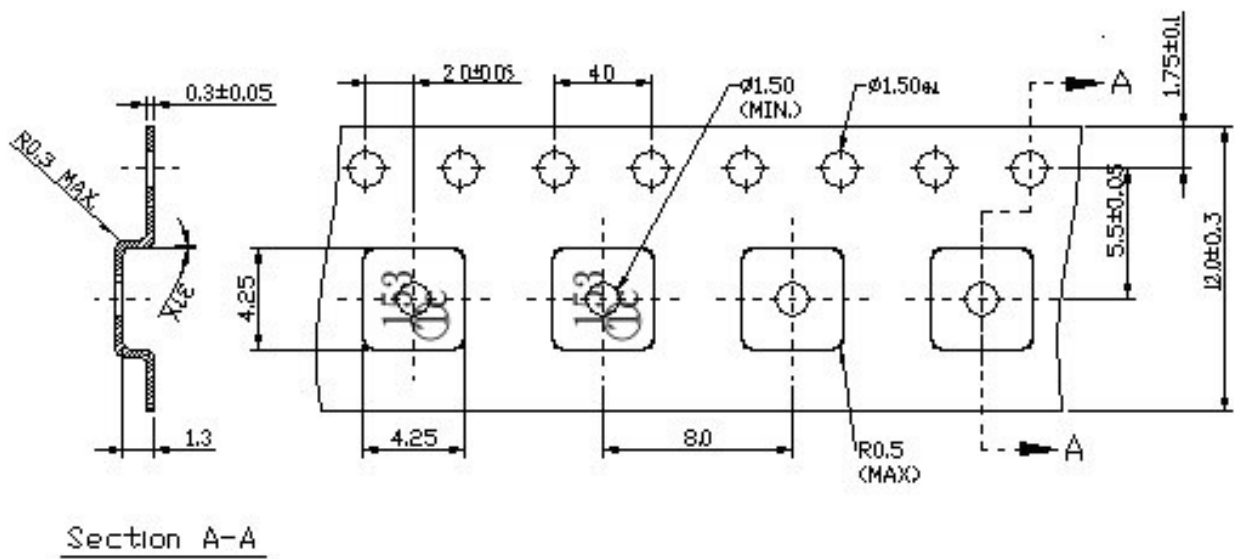 2.0±0.05
4.0
Ø1.50
(MIN.)
Ø1.50
A
1.75±0.1
0.3±0.05
R0.3 MAX.
5.5±0.05
12.0±0.3
4.25
153
C
153
C
1.3
4.25
8.0
R0.5
(MAX)
A
Section A-A